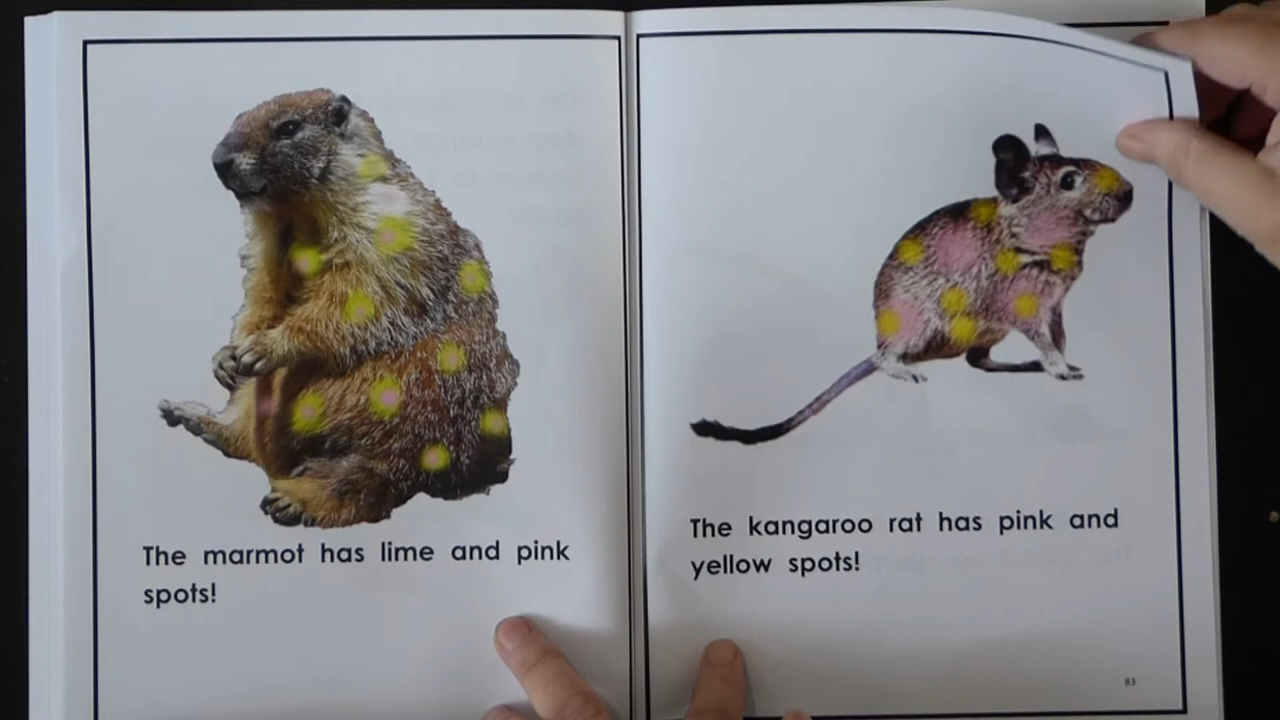 The marmot has lime and pink
spots!
The kangaroo rat has pink and
yellow spots!
83